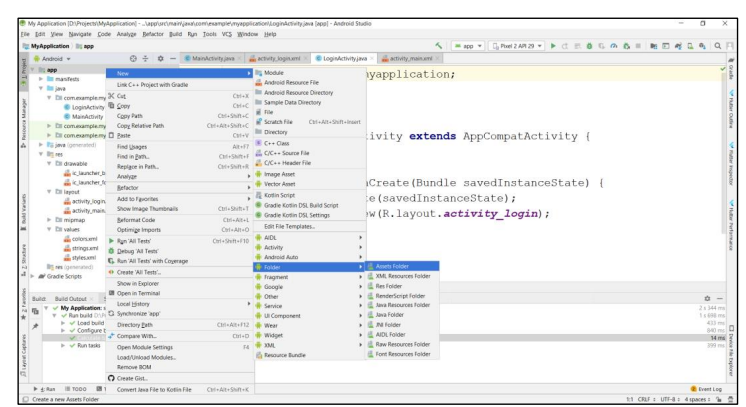 My Application [D:\Projects\MyApplication] - ...\app\src\main\java\com\example\myapplication\LoginActivity.java [app] - Android Studio
File Edit View Navigate Code Analyze Refactor Build Run Tools VCS Window Help
MyApplication app
app Pixel 2 API 29
Android MainActivity.java activity_login.xml LoginActivity.java activity_main.xml
app
manifests
java
com.example.my
LoginActivity
MainActivity
com.example.my
com.example.my
java (generated)
res
drawable
ic_launcher_b
ic_launcher_fo
layout
activity_login
activity_main
mipmap
values
colors.xml
strings.xml
styles.xml
res (generated)
Gradle Scripts
New
Link C++ Project with Gradle
Cut Ctrl+X
Copy Ctrl+C
Copy Path Ctrl+Shift+C
Copy Relative Path Ctrl+Alt+Shift+C
Paste Ctrl+V
Find Usages Alt+F7
Find in Path... Ctrl+Shift+F
Replace in Path... Ctrl+Shift+R
Analyze
Refactor
Add to Favorites
Show Image Thumbnails Ctrl+Shift+T
Reformat Code Ctrl+Alt+L
Optimize Imports Ctrl+Alt+O
Run 'All Tests' Ctrl+Shift+F10
Debug 'All Tests'
Run 'All Tests' with Coverage
Create 'All Tests'...
Show in Explorer
Open in Terminal
Local History
Synchronize 'app'
Directory Path Ctrl+Alt+F12
Compare With... Ctrl+D
Open Module Settings F4
Load/Unload Modules...
Remove BOM
Create Gist...
Convert Java File to Kotlin File Ctrl+Alt+Shift+K
Module
Android Resource File
Android Resource Directory
Sample Data Directory
File
Scratch File Ctrl+Alt+Shift+Insert
Directory
C++ Class
C/C++ Source File
C/C++ Header File
Image Asset
Vector Asset
Kotlin Script
Gradle Kotlin DSL Build Script
Gradle Kotlin DSL Settings
Edit File Templates...
AIDL
Activity
Android Auto
Folder
Fragment
Google
Other
Service
UI Component
Wear
Widget
XML
Resource Bundle
Assets Folder
XML Resources Folder
Res Folder
RenderScript Folder
Java Resources Folder
Java Folder
JNI Folder
AIDL Folder
Raw Resources Folder
Font Resources Folder
myapplication;
ivity extends AppCompatActivity {
Create(Bundle savedInstanceState) {
e(savedInstanceState);
w(R.layout.activity_login);
1: Project
Resource Manager
Build Variants
Z: Structure
2: Favorites
Layout Captures
Gradle
Flutter Outline
Flutter Inspector
Flutter Performance
Device File Explorer
Build: Build Output
My Application:
Run build
Load build
Configure b
Run tasks
2 s 344 ms
1 s 698 ms
433 ms
840 ms
14 ms
4: Run TODO
Event Log
Create a new Assets Folder
1:1 CRLF UTF-8 4 spaces